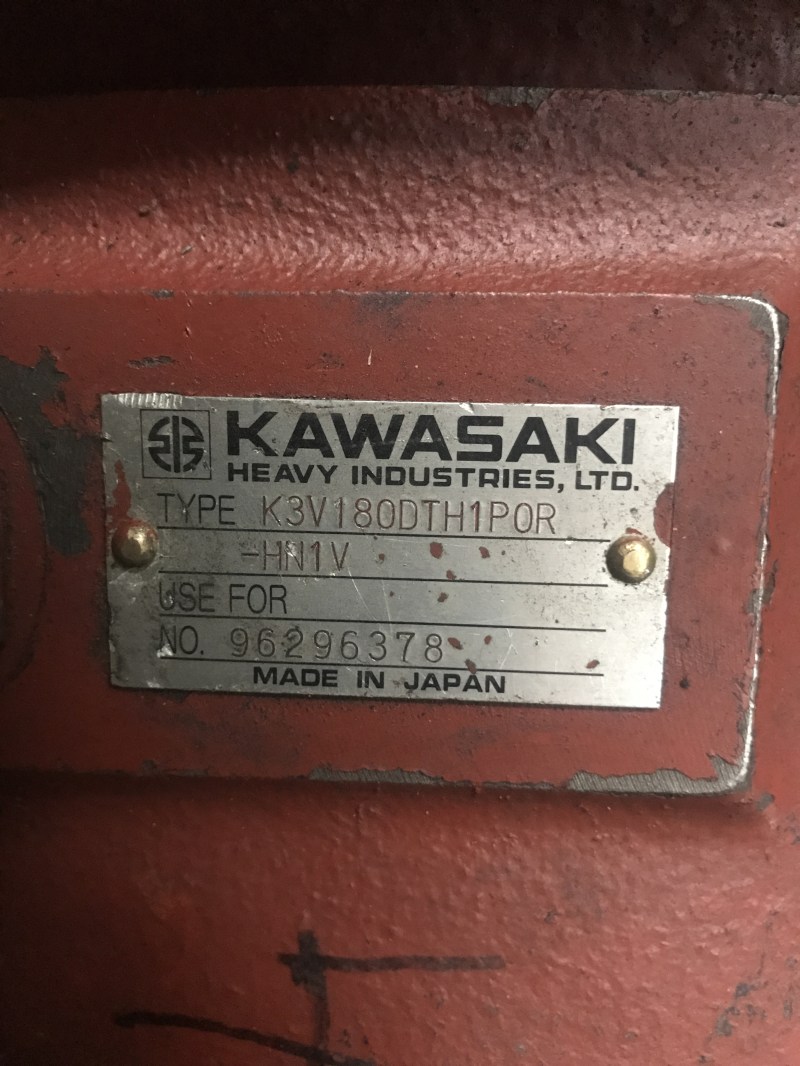 KAWASAKI
HEAVY INDUSTRIES, LTD.
TYPE K3V180DTH1P0R
-HN1V
USE FOR
NO. 96296378
MADE IN JAPAN